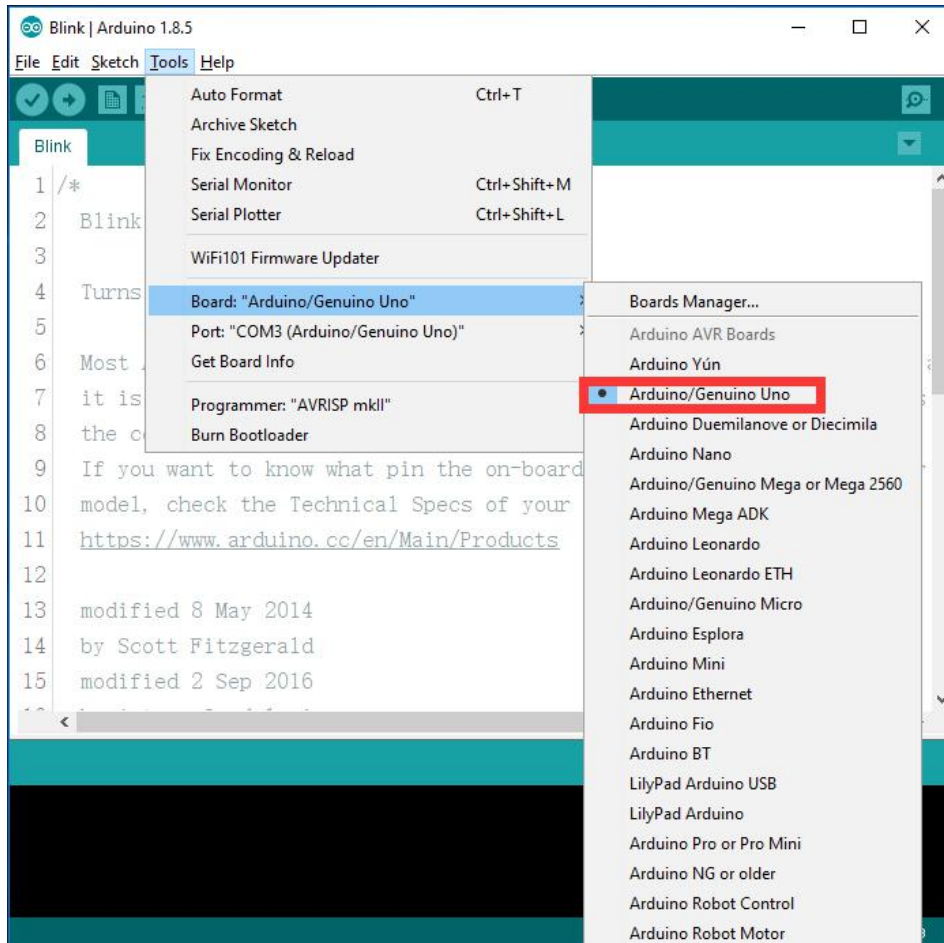 Blink | Arduino 1.8.5
File Edit Sketch Tools Help
Blink
Auto Format Ctrl+T
Archive Sketch
Fix Encoding & Reload
Serial Monitor Ctrl+Shift+M
Serial Plotter Ctrl+Shift+L
WiFi101 Firmware Updater
Board: "Arduino/Genuino Uno"
Port: "COM3 (Arduino/Genuino Uno)"
Get Board Info
Programmer: "AVRISP mkII"
Burn Bootloader
Boards Manager...
Arduino AVR Boards
Arduino Yún
Arduino/Genuino Uno
Arduino Duemilanove or Diecimila
Arduino Nano
Arduino/Genuino Mega or Mega 2560
Arduino Mega ADK
Arduino Leonardo
Arduino Leonardo ETH
Arduino/Genuino Micro
Arduino Esplora
Arduino Mini
Arduino Ethernet
Arduino Fio
Arduino BT
LilyPad Arduino USB
LilyPad Arduino
Arduino Pro or Pro Mini
Arduino NG or older
Arduino Robot Control
Arduino Robot Motor
1 /*
2 Blink
3
4 Turns
5
6 Most
7 it is
8 the
9 If you want to know what pin the on-board
10 model, check the Technical Specs of your
11 https://www.arduino.cc/en/Main/Products
12
13 modified 8 May 2014
14 by Scott Fitzgerald
15 modified 2 Sep 2016